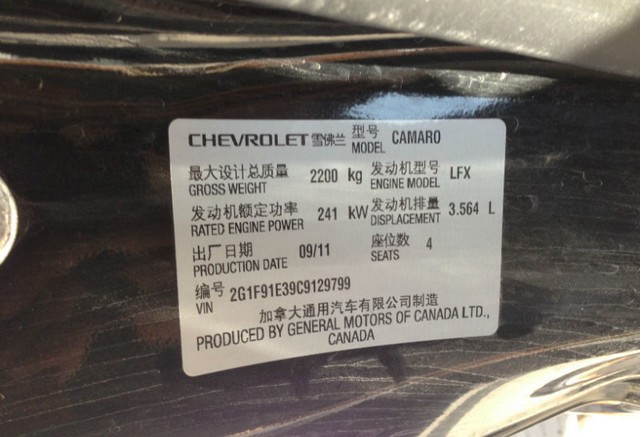 CHEVROLET 雪佛兰 型号 MODEL CAMARO
最大设计总质量 GROSS WEIGHT 2200 kg 发动机型号 ENGINE MODEL LFX
发动机额定功率 RATED ENGINE POWER 241 kW 发动机排量 DISPLACEMENT 3.564 L
出厂日期 PRODUCTION DATE 09/11 座位数 SEATS 4
编号 VIN 2G1F91E39C9129799
加拿大通用汽车有限公司制造
PRODUCED BY GENERAL MOTORS OF CANADA LTD.,
CANADA